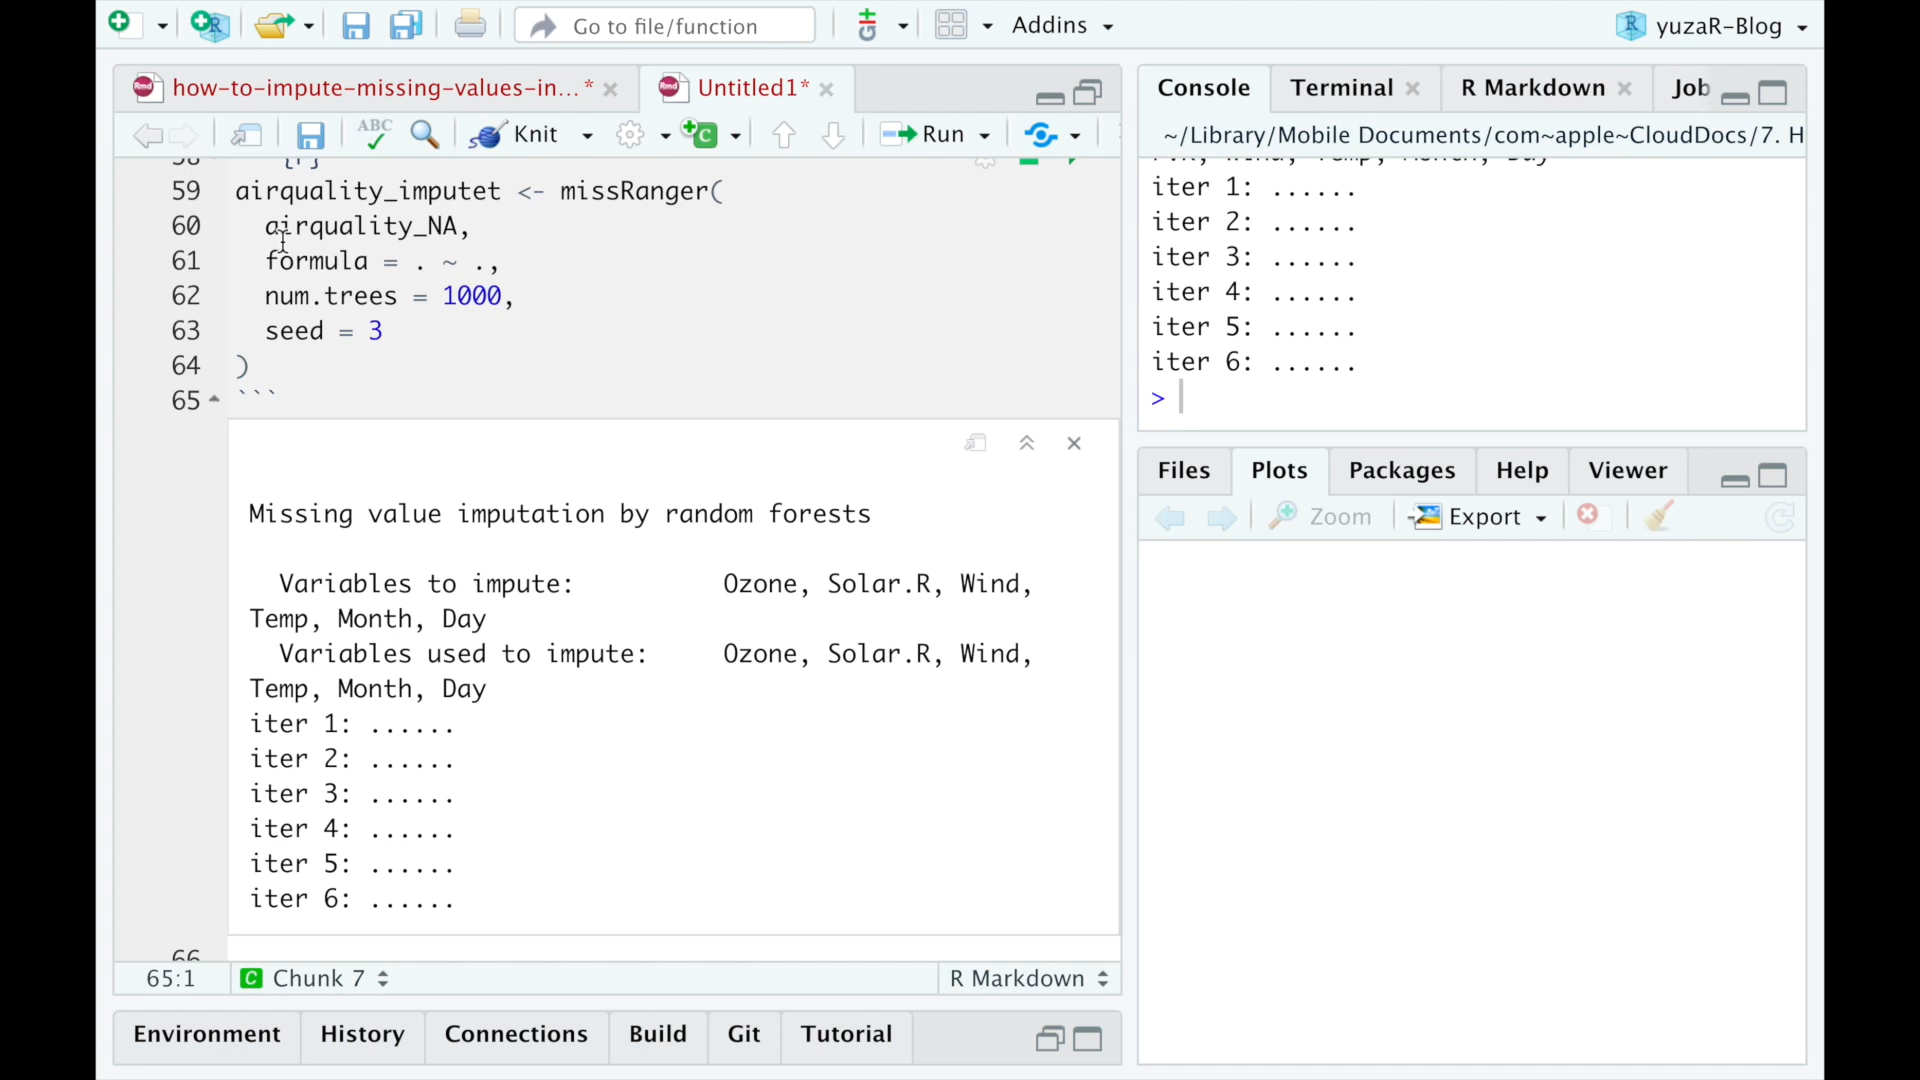 Go to file/function
Addins
yuzaR-Blog
how-to-impute-missing-values-in...*
Untitled1*
ABC
Knit
Run
59 airquality_imputet <- missRanger(
60 airquality_NA,
61 formula = . ~ .,
62 num.trees = 1000,
63 seed = 3
64 )
65 ```
Missing value imputation by random forests
Variables to impute: Ozone, Solar.R, Wind,
Temp, Month, Day
Variables used to impute: Ozone, Solar.R, Wind,
Temp, Month, Day
iter 1: ......
iter 2: ......
iter 3: ......
iter 4: ......
iter 5: ......
iter 6: ......
66
65:1
Chunk 7
R Markdown
Environment
History
Connections
Build
Git
Tutorial
Console
Terminal
R Markdown
Job
~/Library/Mobile Documents/com~apple~CloudDocs/7. H
iter 1: ......
iter 2: ......
iter 3: ......
iter 4: ......
iter 5: ......
iter 6: ......
>
Files
Plots
Packages
Help
Viewer
Zoom
Export